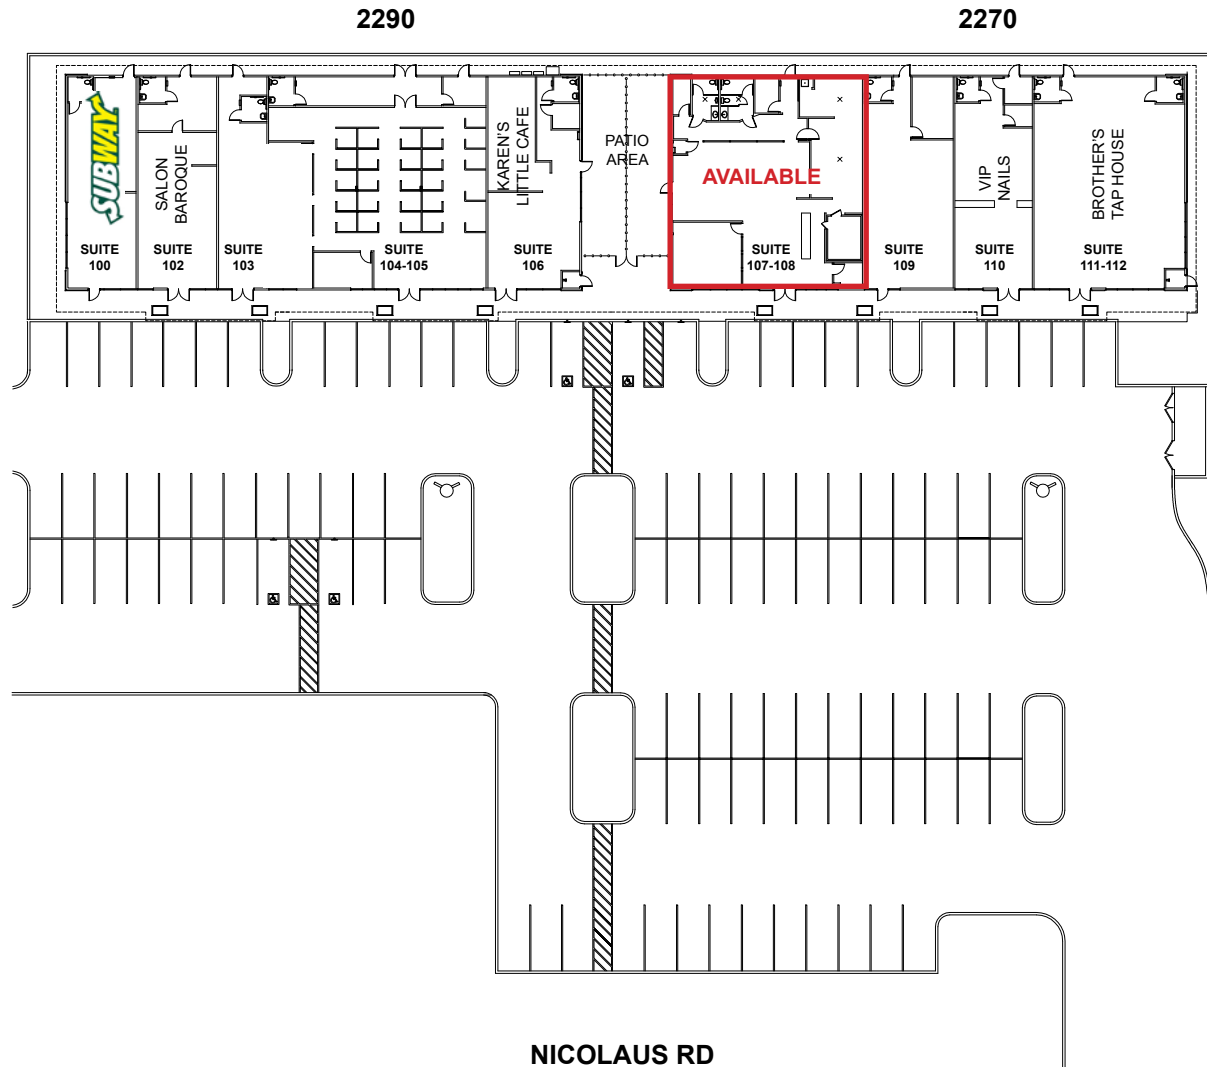 2290
2270
SUBWAY
SALON
BAROQUE
KAREN'S
LITTLE CAFE
PATIO
AREA
AVAILABLE
VIP
NAILS
BROTHER'S
TAP HOUSE
SUITE
100
SUITE
102
SUITE
103
SUITE
104-105
SUITE
106
SUITE
107-108
SUITE
109
SUITE
110
SUITE
111-112
NICOLAUS RD